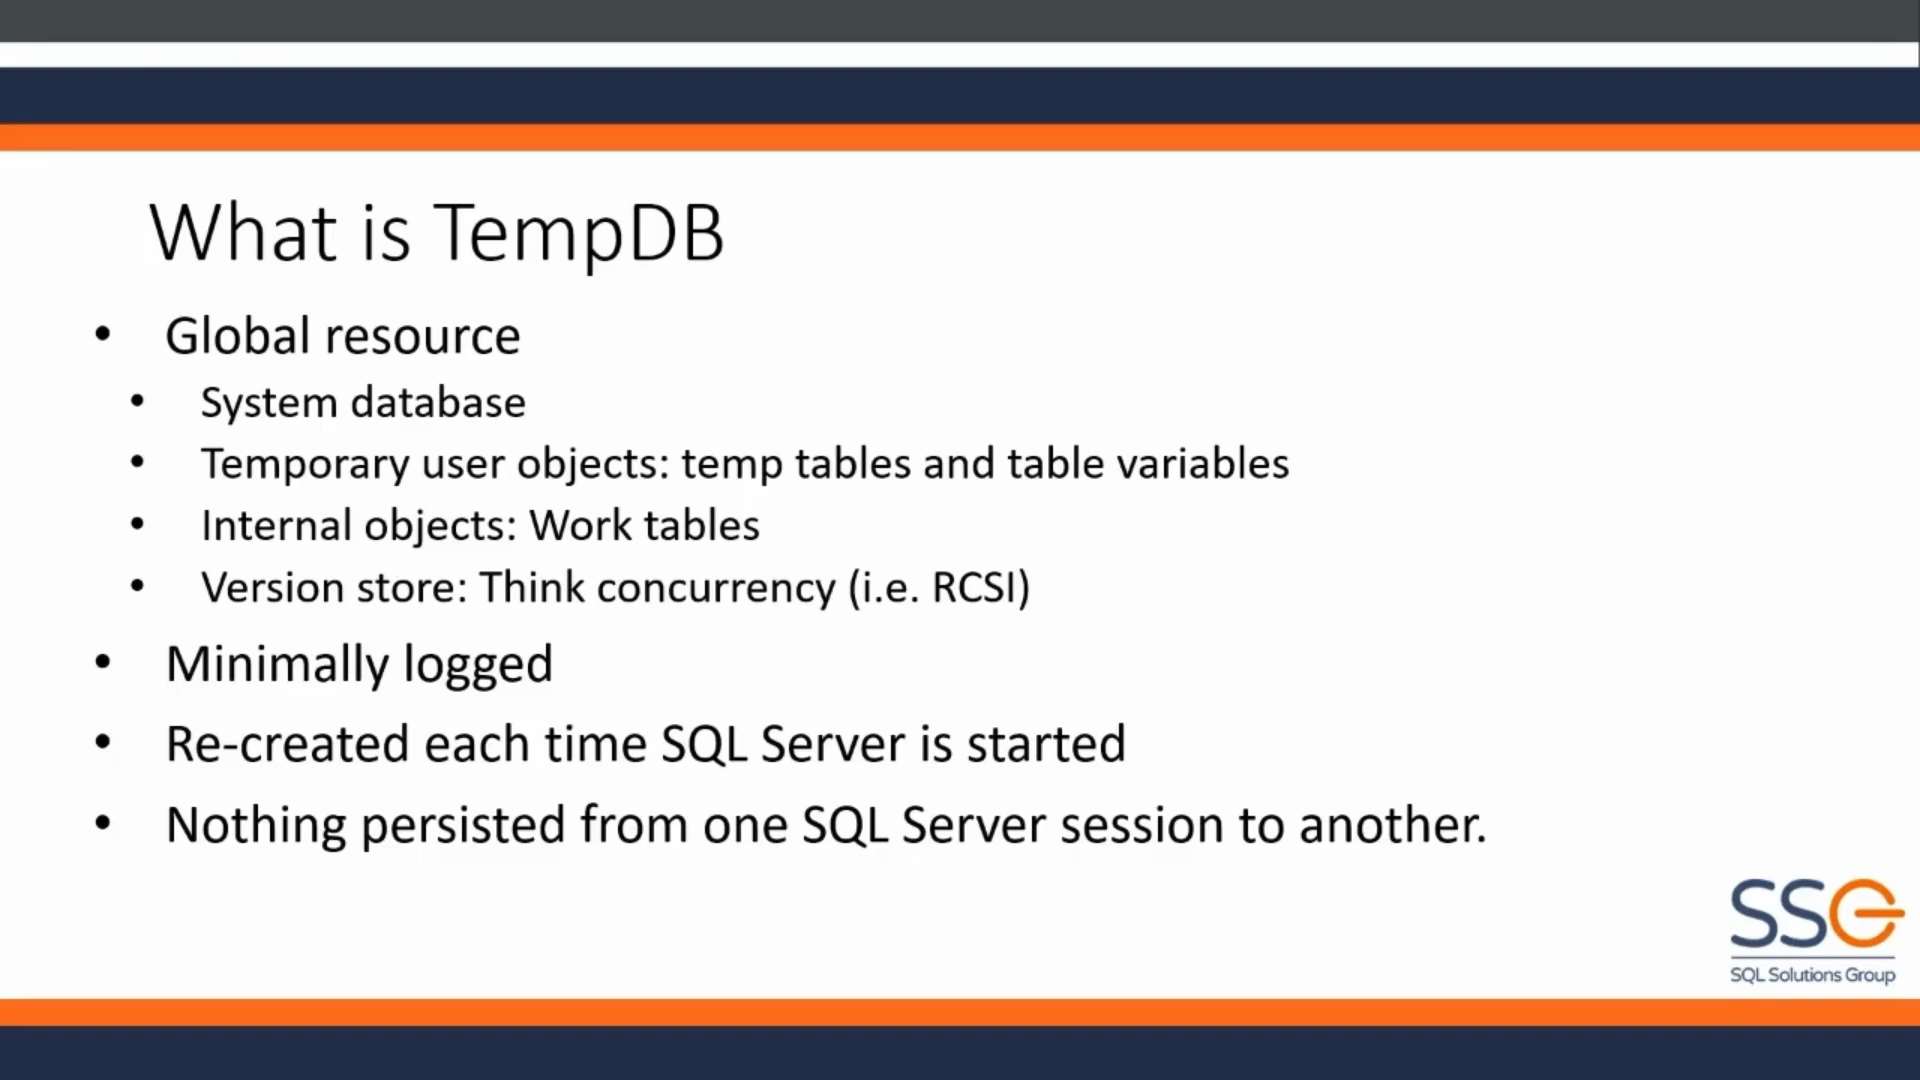 What is TempDB
• Global resource
• System database
• Temporary user objects: temp tables and table variables
• Internal objects: Work tables
• Version store: Think concurrency (i.e. RCSI)
• Minimally logged
• Re-created each time SQL Server is started
• Nothing persisted from one SQL Server session to another.
SSG
SQL Solutions Group